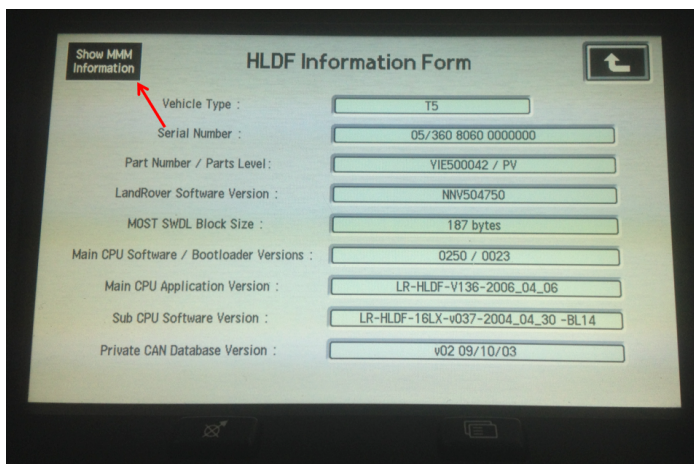 Show MMM
Information
HLDF Information Form
Vehicle Type : T5
Serial Number : 05/360 8060 0000000
Part Number / Parts Level: YIE500042 / PV
LandRover Software Version : NNV504750
MOST SWDL Block Size : 187 bytes
Main CPU Software / Bootloader Versions : 0250 / 0023
Main CPU Application Version : LR-HLDF-V136-2006_04_06
Sub CPU Software Version : LR-HLDF-16LX-v037-2004_04_30 -BL14
Private CAN Database Version : v02 09/10/03